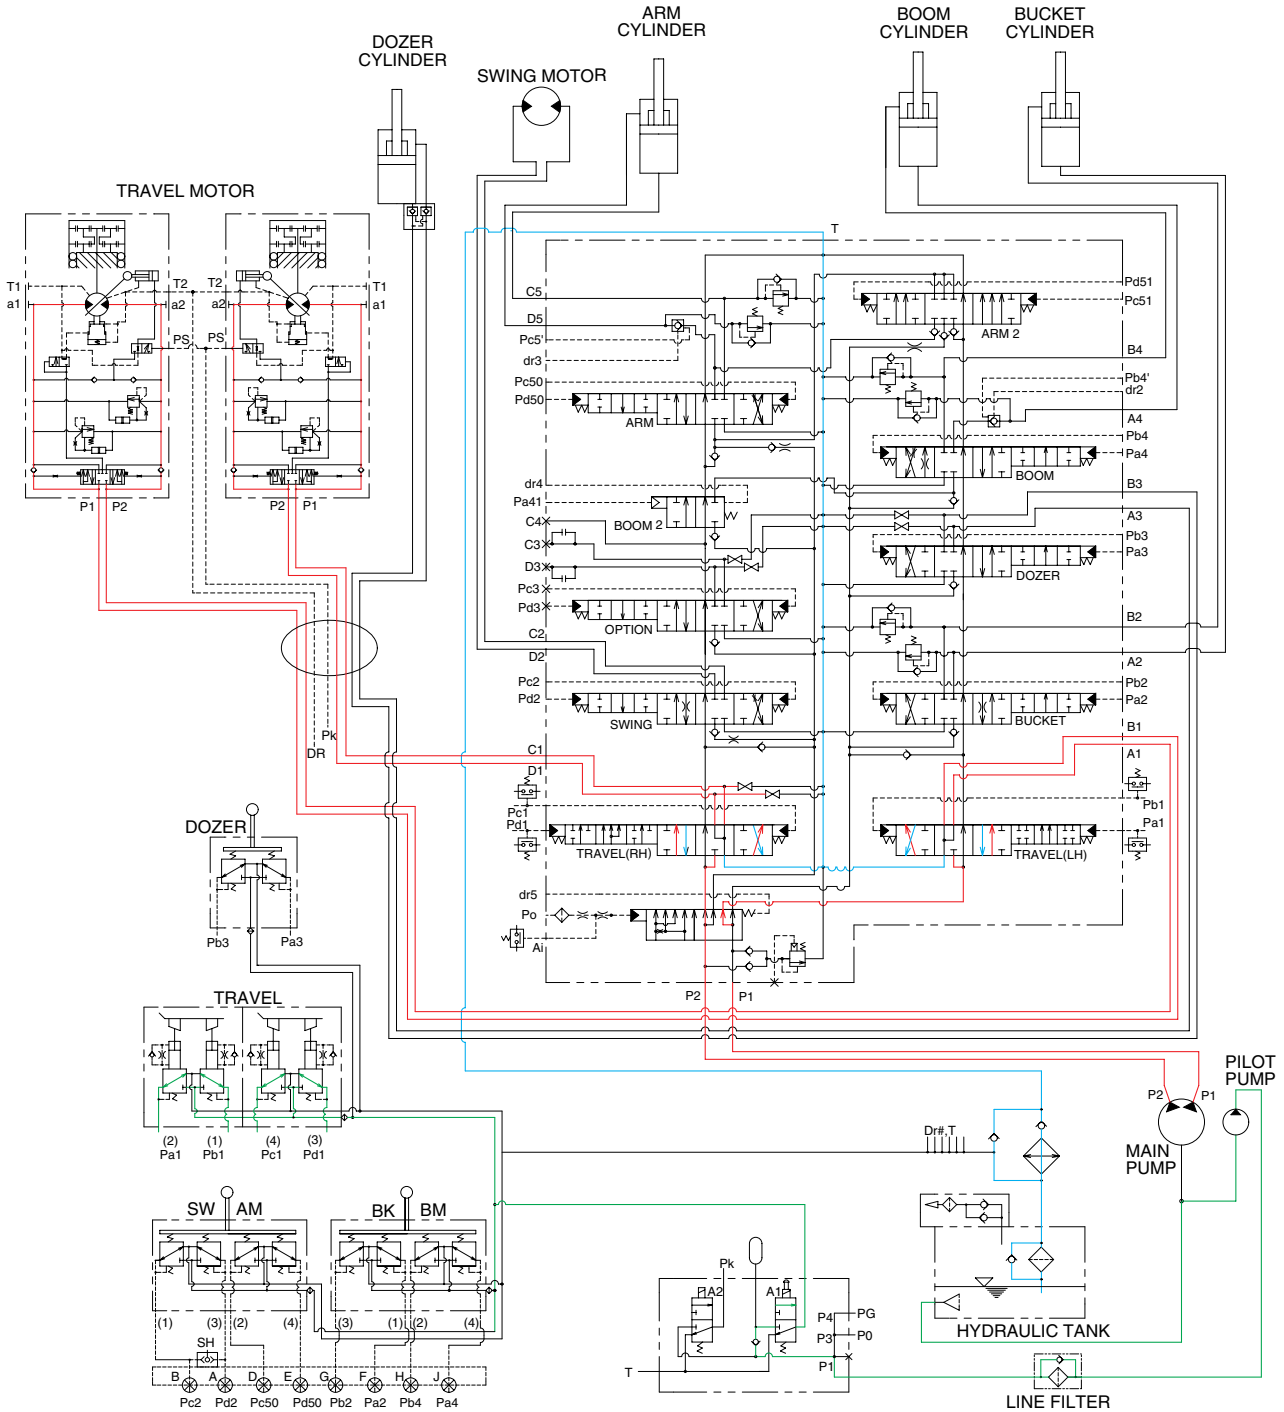 ARM
CYLINDER
BOOM
CYLINDER
BUCKET
CYLINDER
DOZER
CYLINDER
SWING MOTOR
TRAVEL MOTOR
T
T1
T2
T2
T1
a1
a2
a2
a1
PS
PS
P1
P2
P2
P1
C5
D5
Pc5'
dr3
Pc50
Pd50
ARM
dr4
Pa41
BOOM 2
C4
C3
D3
Pc3
Pd3
OPTION
C2
D2
Pc2
Pd2
SWING
C1
D1
Pc1
Pd1
TRAVEL(RH)
dr5
Po
Ai
Pd51
Pc51
ARM 2
B4
Pb4'
dr2
A4
Pb4
Pa4
BOOM
B3
A3
Pb3
Pa3
DOZER
B2
A2
Pb2
Pa2
BUCKET
B1
A1
Pb1
Pa1
TRAVEL(LH)
P2
P1
Pk
DR
DOZER
Pb3
Pa3
TRAVEL
(2)
(1)
(4)
(3)
Pa1
Pb1
Pc1
Pd1
SW
AM
BK
BM
(1)
(3)
(2)
(4)
(3)
(1)
(2)
(4)
SH
B
A
D
E
G
F
H
J
Pc2
Pd2
Pc50
Pd50
Pb2
Pa2
Pb4
Pa4
Dr#,T
P2
P1
MAIN
PUMP
PILOT
PUMP
HYDRAULIC TANK
LINE FILTER
Pk
A2
A1
P4
PG
P3
P0
P1
T